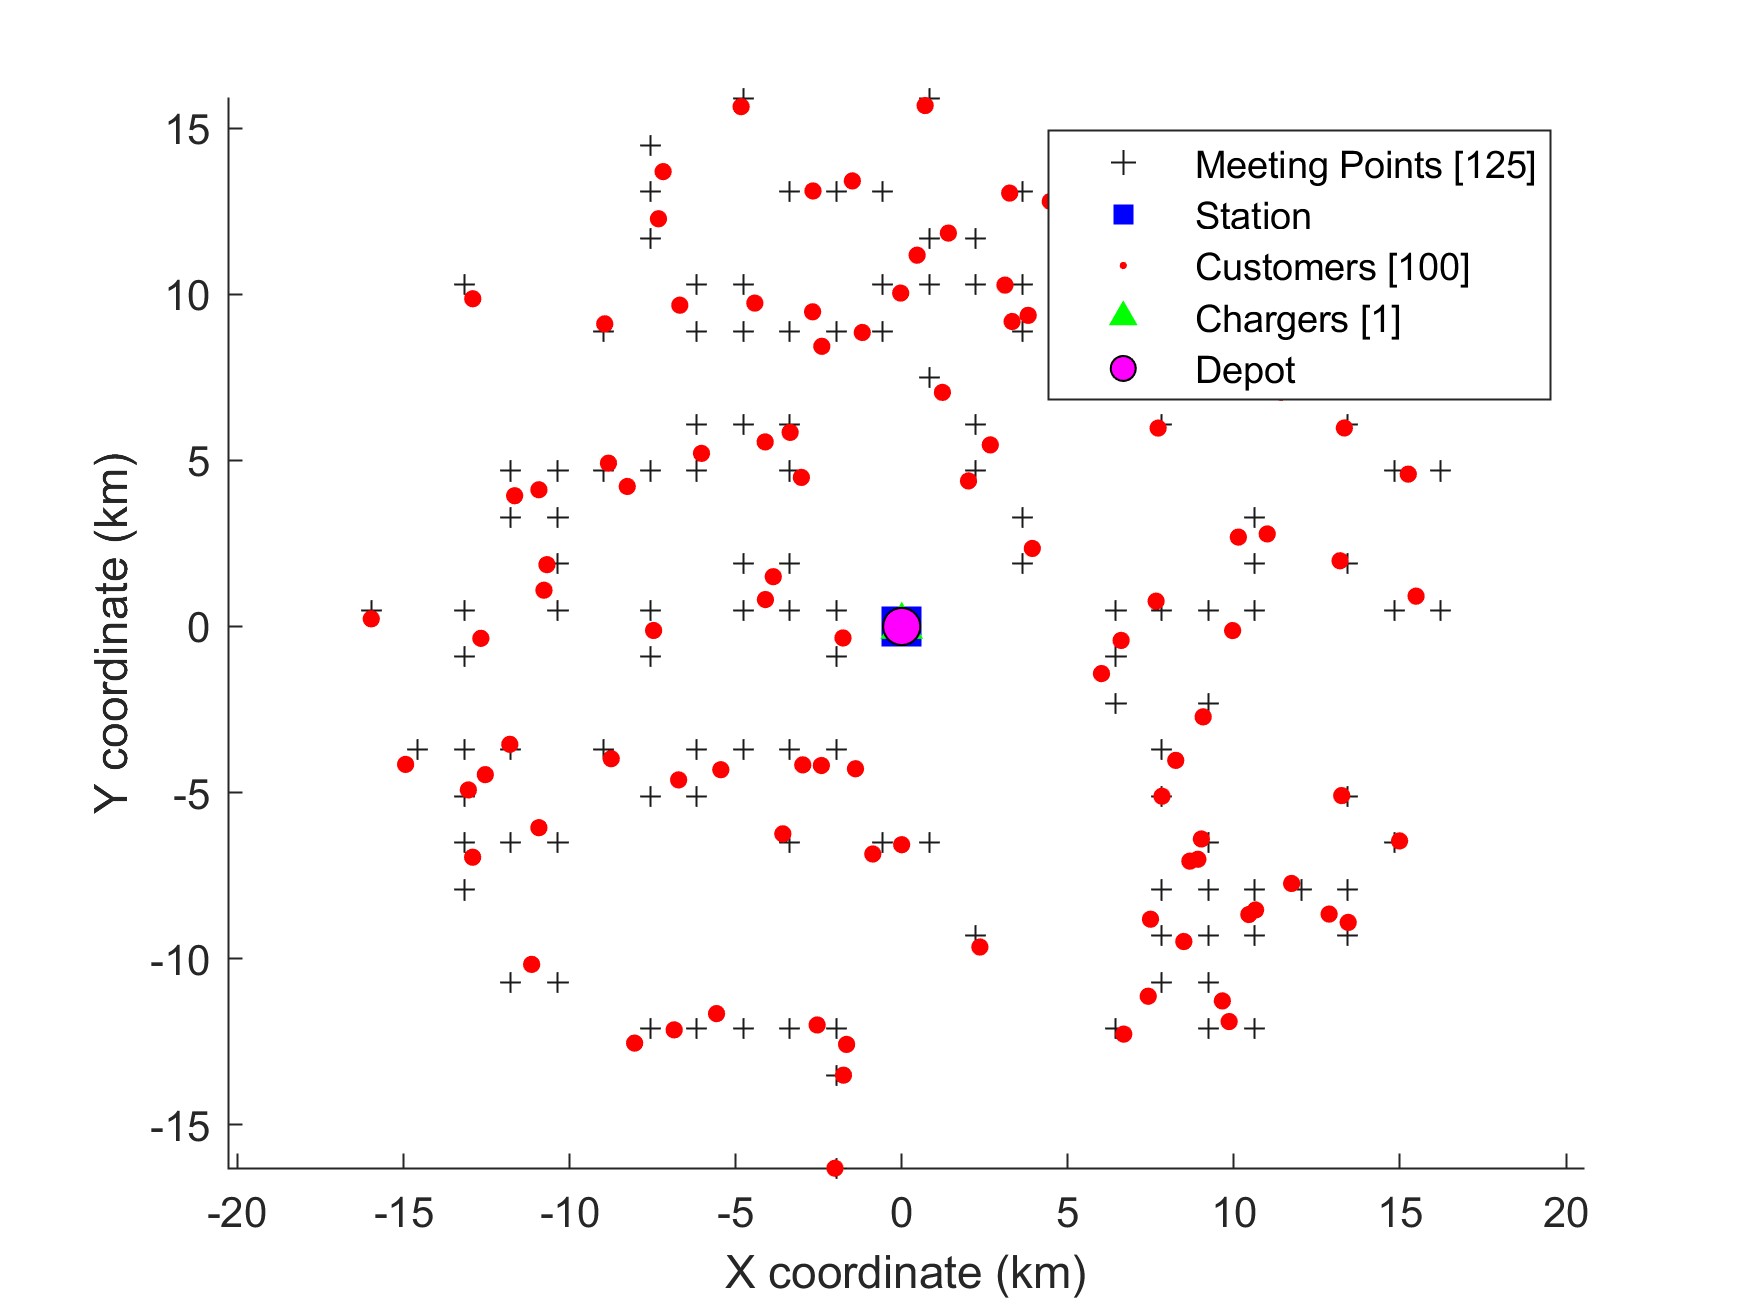 15
10
5
0
-5
-10
-15
Y coordinate (km)
Meeting Points [125]
Station
Customers [100]
Chargers [1]
Depot
-20 -15 -10 -5 0 5 10 15 20
X coordinate (km)